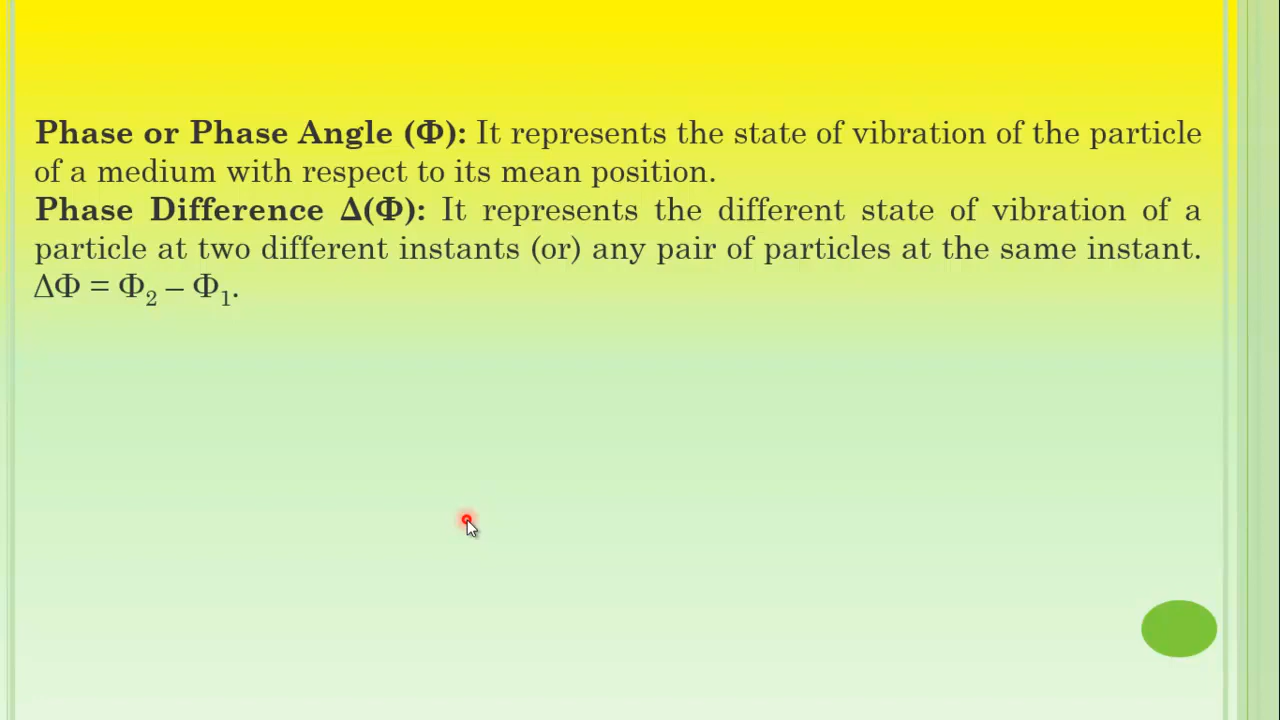 Phase or Phase Angle (Φ): It represents the state of vibration of the particle
of a medium with respect to its mean position.
Phase Difference Δ(Φ): It represents the different state of vibration of a
particle at two different instants (or) any pair of particles at the same instant.
ΔΦ = Φ₂ – Φ₁.